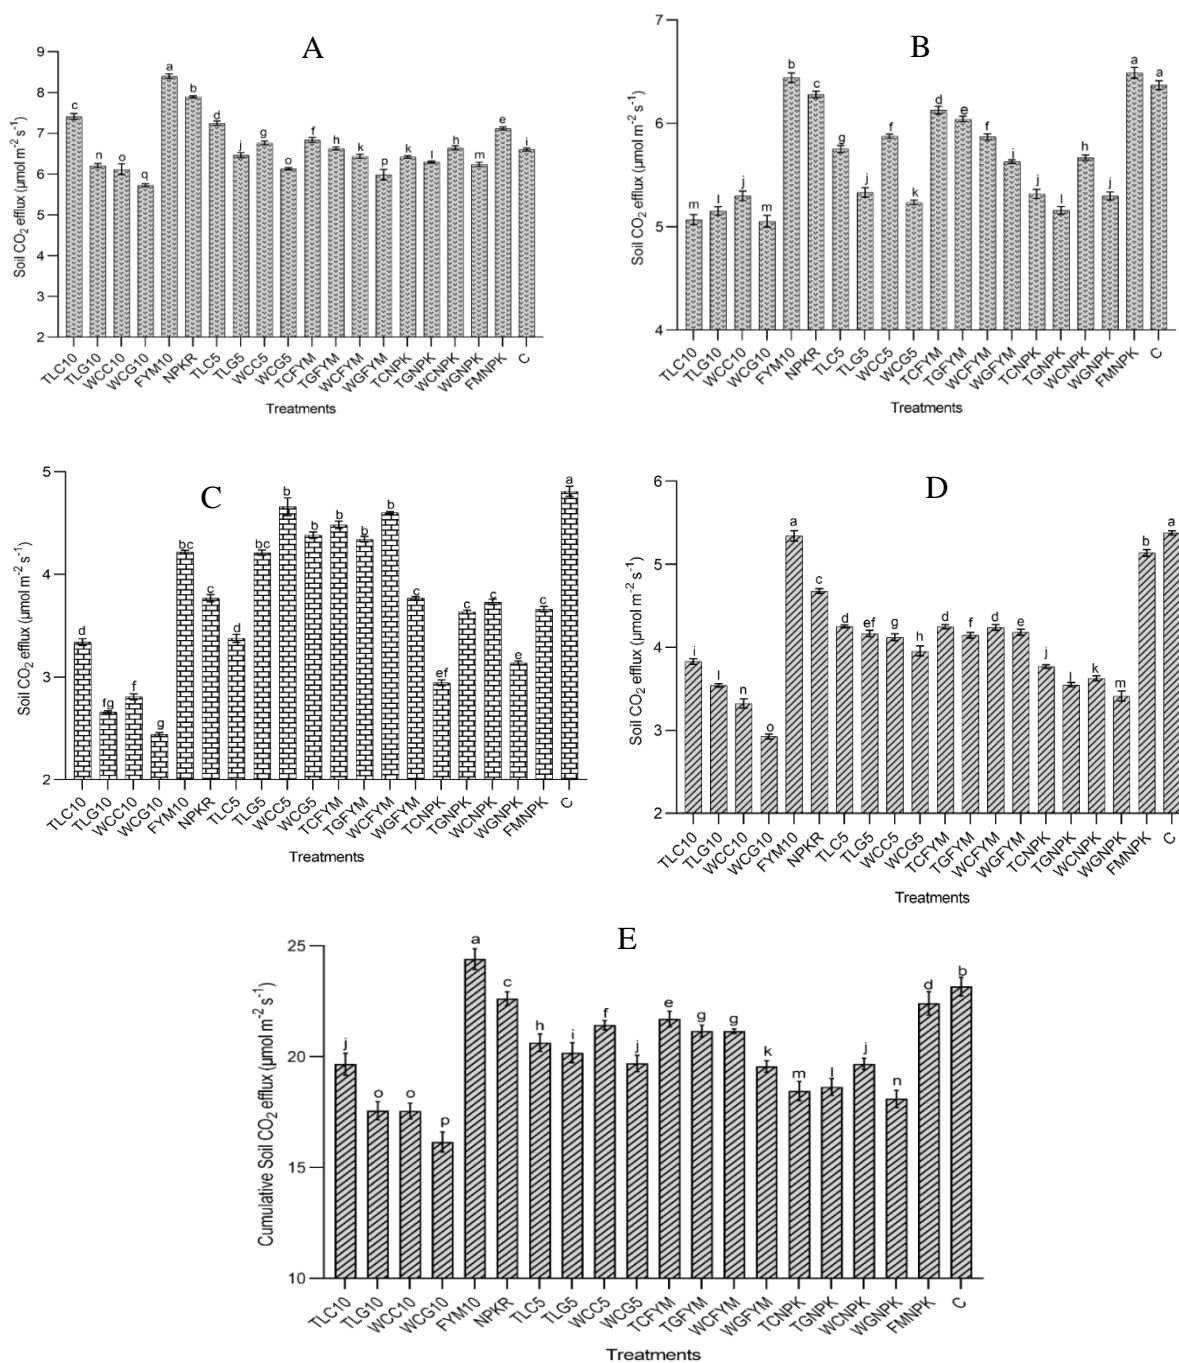 A
Soil CO2 efflux (µmol m-2 s-1)
9
8
7
6
5
4
3
2
c n o q a b d j g o f h k p k l h m e i
TLC10 TLG10 WCC10 WCG10 FYM10 NPKR TLC5 TLG5 WCC5 WCG5 TCFYM TGFYM WCFYM WGFYM TCNPK TGNPK WCNPK WGNPK FMNPK C
Treatments
B
Soil CO2 efflux (µmol m-2 s-1)
7
6
5
4
m l j m b c g j f k d e f i j l h j a a
TLC10 TLG10 WCC10 WCG10 FYM10 NPKR TLC5 TLG5 WCC5 WCG5 TCFYM TGFYM WCFYM WGFYM TCNPK TGNPK WCNPK WGNPK FMNPK C
Treatments
C
Soil CO2 efflux (µmol m-2 s-1)
5
4
3
2
d fg f g bc c d bc b b b b b c ef c c e c a
TLC10 TLG10 WCC10 WCG10 FYM10 NPKR TLC5 TLG5 WCC5 WCG5 TCFYM TGFYM WCFYM WGFYM TCNPK TGNPK WCNPK WGNPK FMNPK C
Treatments
D
Soil CO2 efflux (µmol m-2 s-1)
6
5
4
3
2
i l n o a c d ef g h d f d e j l k m b a
TLC10 TLG10 WCC10 WCG10 FYM10 NPKR TLC5 TLG5 WCC5 WCG5 TCFYM TGFYM WCFYM WGFYM TCNPK TGNPK WCNPK WGNPK FMNPK C
Treatments
E
Cumulative Soil CO2 efflux (µmol m-2 s-1)
25
20
15
10
j o o p a c h i f j e g g k m l j n d b
TLC10 TLG10 WCC10 WCG10 FYM10 NPKR TLC5 TLG5 WCC5 WCG5 TCFYM TGFYM WCFYM WGFYM TCNPK TGNPK WCNPK WGNPK FMNPK C
Treatments